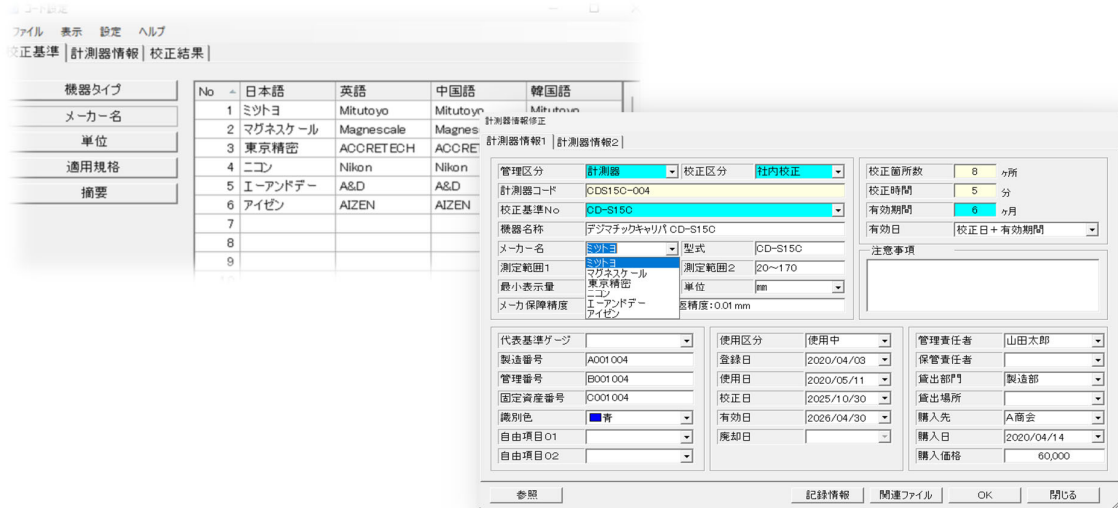 コード設定
ファイル 表示 設定 ヘルプ
校正基準 計測器情報 校正結果
機器タイプ
メーカー名
単位
適用規格
摘要
No 日本語 英語 中国語 韓国語
1 ミツトヨ Mitutoyo Mitutoyo Mitutoyo
2 マグネスケール Magnescale Magnes
3 東京精密 ACCRETECH ACCRE
4 ニコン Nikon Nikon
5 エーアンドデー A&D A&D
6 アイゼン AIZEN AIZEN
7
8
9
計測器情報修正
計測器情報1 計測器情報2
管理区分 計測器 校正区分 社内校正
計測器コード CDS15C-004
校正基準No CD-S15C
機器名称 デジマチックキャリパ CD-S15C
メーカー名 ミツトヨ 型式 CD-S15C
測定範囲1 測定範囲2 20～170
最小表示量 単位 mm
メーカ保障精度 返精度:0.01mm
ミツトヨ
マグネスケール
東京精密
ニコン
エーアンドデー
アイゼン
校正箇所数 8 ヶ所
校正時間 5 分
有効期間 6 ヶ月
有効日 校正日+有効期間
注意事項
代表基準ゲージ
製造番号 A001004
管理番号 B001004
固定資産番号 C001004
識別色 青
自由項目01
自由項目02
使用区分 使用中
登録日 2020/04/03
使用日 2020/05/11
校正日 2025/10/30
有効日 2026/04/30
廃却日
管理責任者 山田太郎
保管責任者
貸出部門 製造部
貸出場所
購入先 A商会
購入日 2020/04/14
購入価格 60,000
参照 記録情報 関連ファイル OK 閉じる